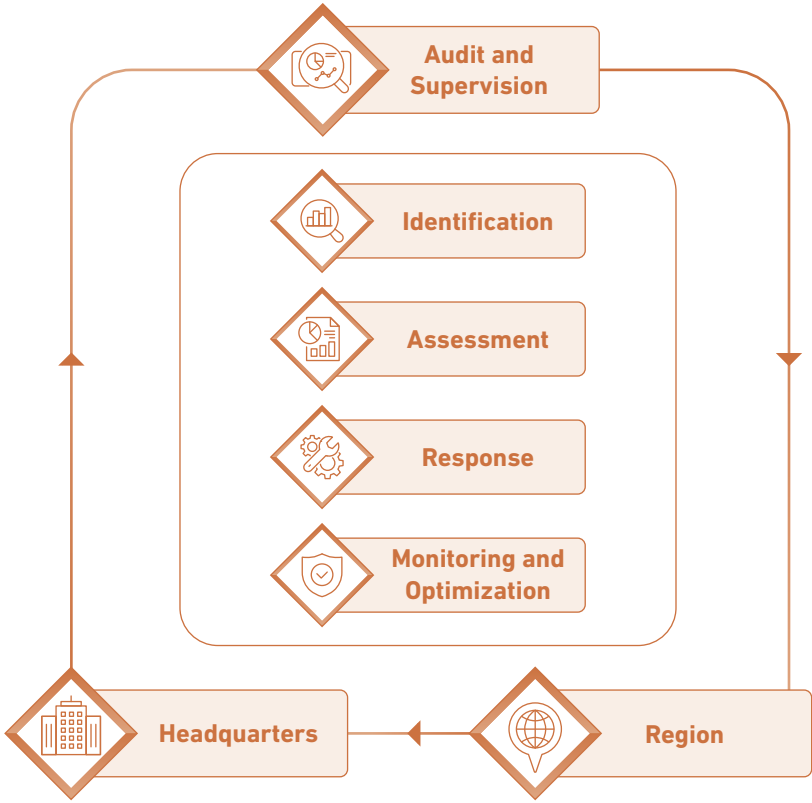 Audit and
Supervision
Identification
Assessment
Response
Monitoring and
Optimization
Headquarters
Region